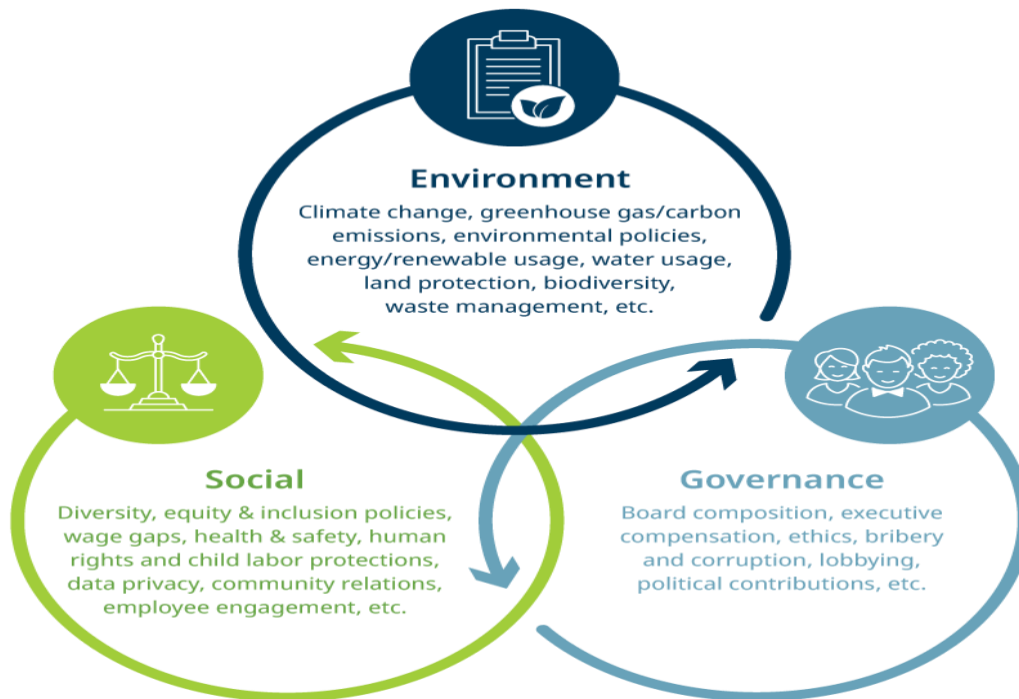 Environment
Climate change, greenhouse gas/carbon
emissions, environmental policies,
energy/renewable usage, water usage,
land protection, biodiversity,
waste management, etc.
Social
Diversity, equity & inclusion policies,
wage gaps, health & safety, human
rights and child labor protections,
data privacy, community relations,
employee engagement, etc.
Governance
Board composition, executive
compensation, ethics, bribery
and corruption, lobbying,
political contributions, etc.